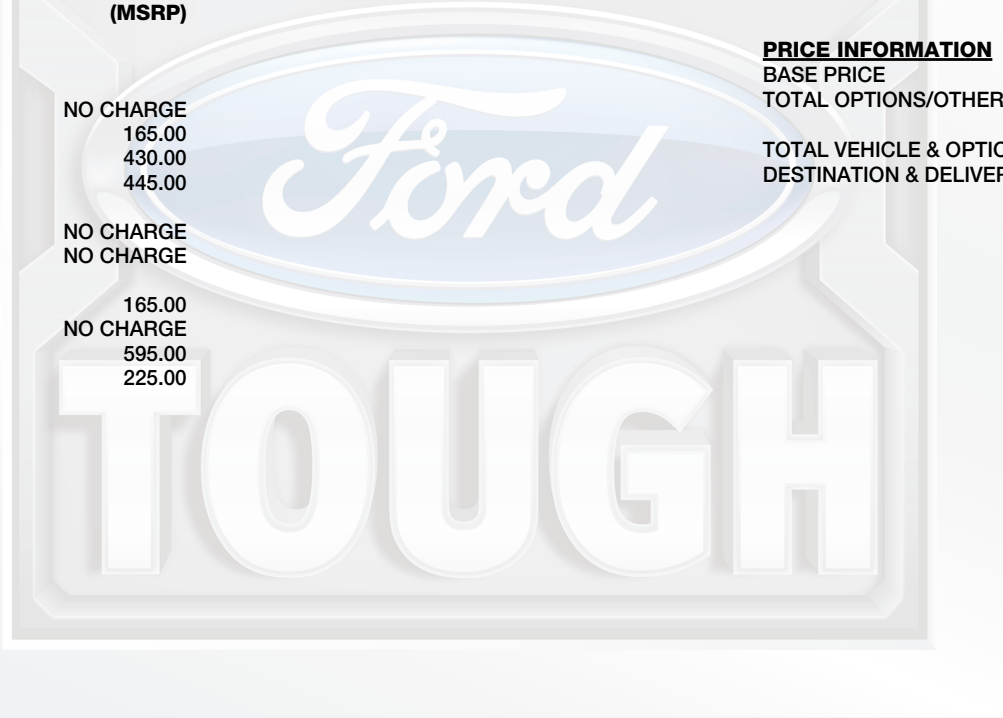 (MSRP)
NO CHARGE
165.00
430.00
445.00
NO CHARGE
NO CHARGE
165.00
NO CHARGE
595.00
225.00
PRICE INFORMATION
BASE PRICE
TOTAL OPTIONS/OTHER
TOTAL VEHICLE & OPTIO
DESTINATION & DELIVER
Ford
TOUGH